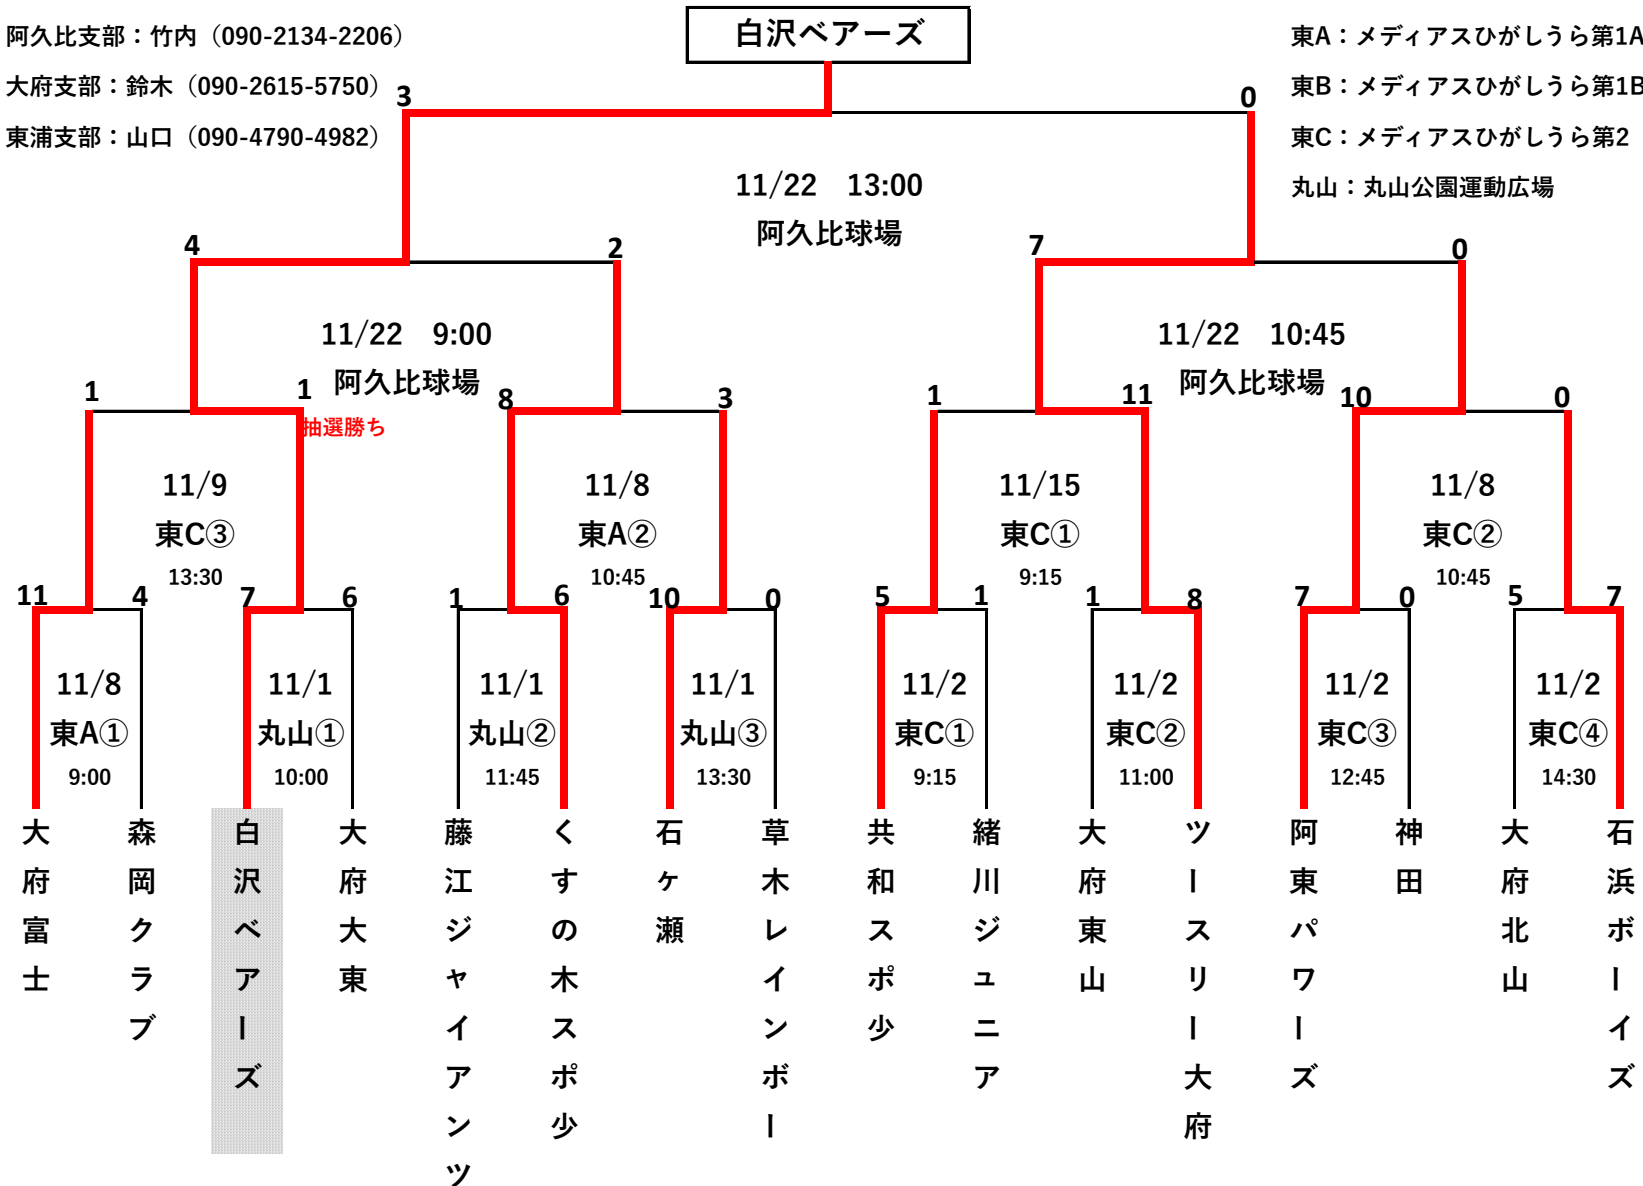 白沢ベアーズ
阿久比支部：竹内（090-2134-2206）
大府支部：鈴木（090-2615-5750）
東浦支部：山口（090-4790-4982）
東A：メディアスひがしうら第1A
東B：メディアスひがしうら第1B
東C：メディアスひがしうら第2
丸山：丸山公園運動広場
3
0
11/22　13:00
阿久比球場
4
2
7
0
11/22　9:00
阿久比球場
11/22　10:45
阿久比球場
1
1
抽選勝ち
8
3
1
11
10
0
11/9
東C③
13:30
11/8
東A②
10:45
11/15
東C①
9:15
11/8
東C②
10:45
11
4
7
6
1
6
10
0
5
1
1
8
7
0
5
7
11/8
東A①
9:00
11/1
丸山①
10:00
11/1
丸山②
11:45
11/1
丸山③
13:30
11/2
東C①
9:15
11/2
東C②
11:00
11/2
東C③
12:45
11/2
東C④
14:30
大府富士
森岡クラブ
白沢ベアーズ
大府大東
藤江ジャイアンツ
くすの木スポ少
石ヶ瀬
草木レインボー
共和スポ少
緒川ジュニア
大府東山
ツースリー大府
阿東パワーズ
神田
大府北山
石浜ボーイズ